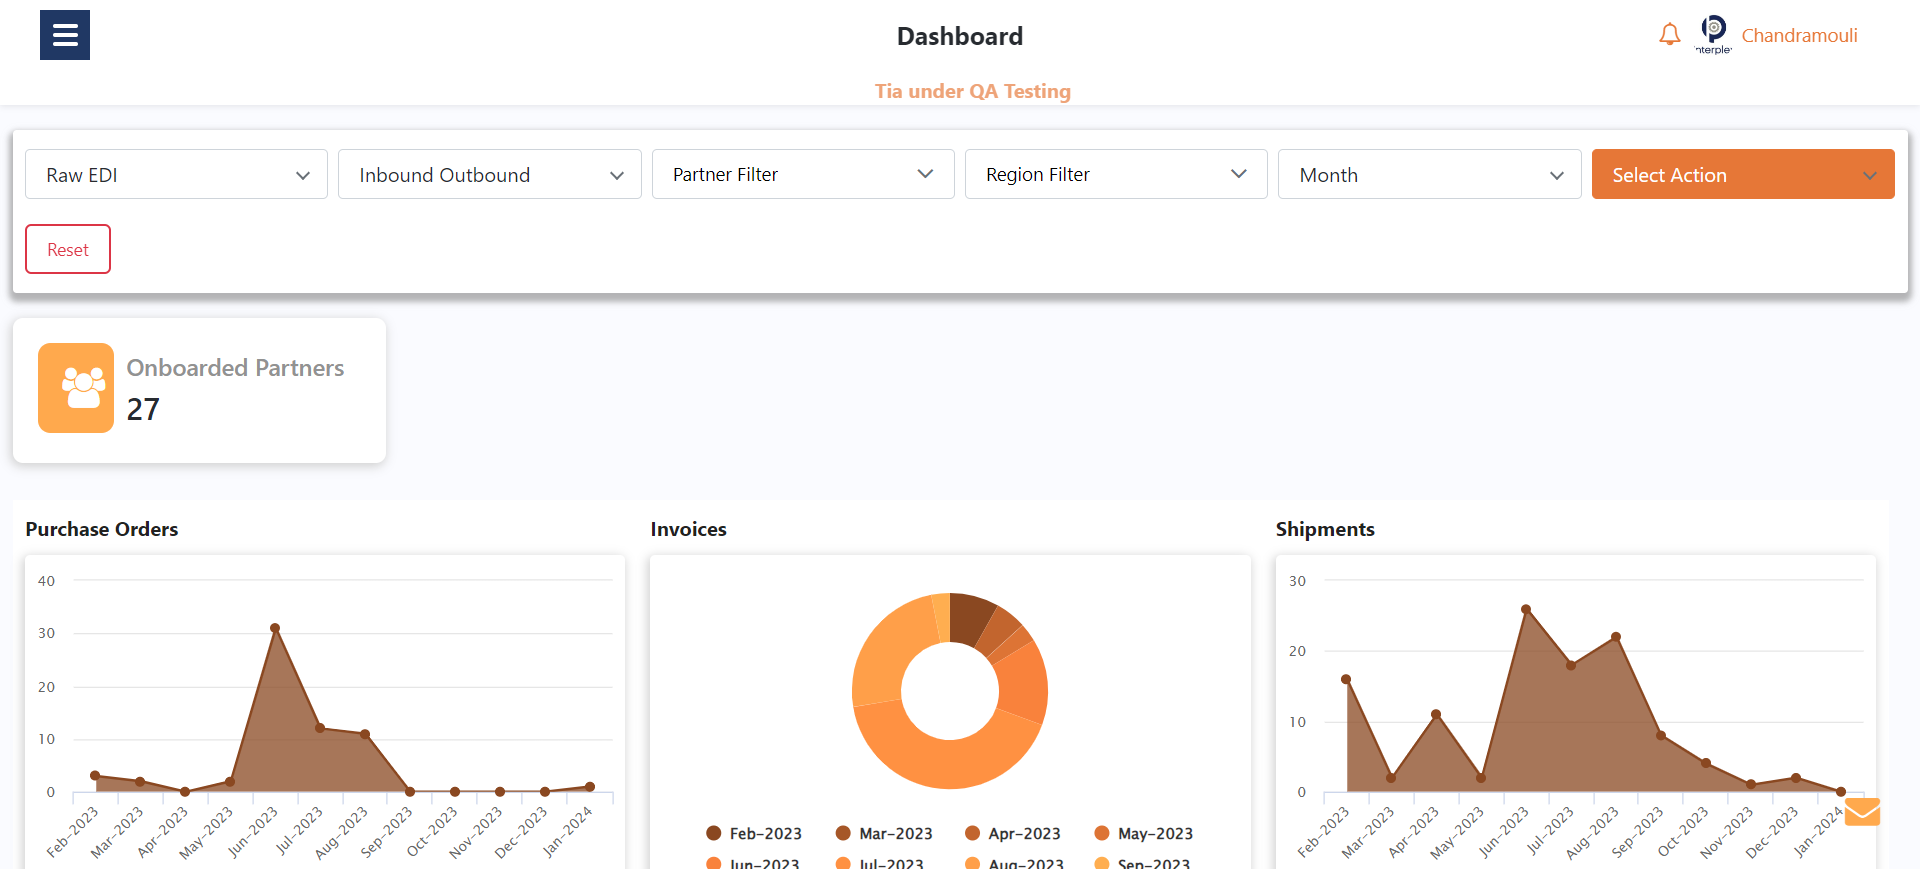 Dashboard
nterple
Chandramouli
Tia under QA Testing
Raw EDI
Inbound Outbound
Partner Filter
Region Filter
Month
Select Action
Reset
Onboarded Partners
27
Purchase Orders
40
30
20
10
0
Feb-2023
Mar-2023
Apr-2023
May-2023
Jun-2023
Jul-2023
Aug-2023
Sep-2023
Oct-2023
Nov-2023
Dec-2023
Jan-2024
Invoices
Feb-2023
Mar-2023
Apr-2023
May-2023
Jun-2023
Jul-2023
Aug-2023
Sep-2023
Shipments
30
20
10
0
Feb-2023
Mar-2023
Apr-2023
May-2023
Jun-2023
Jul-2023
Aug-2023
Sep-2023
Oct-2023
Nov-2023
Dec-2023
Jan-2024